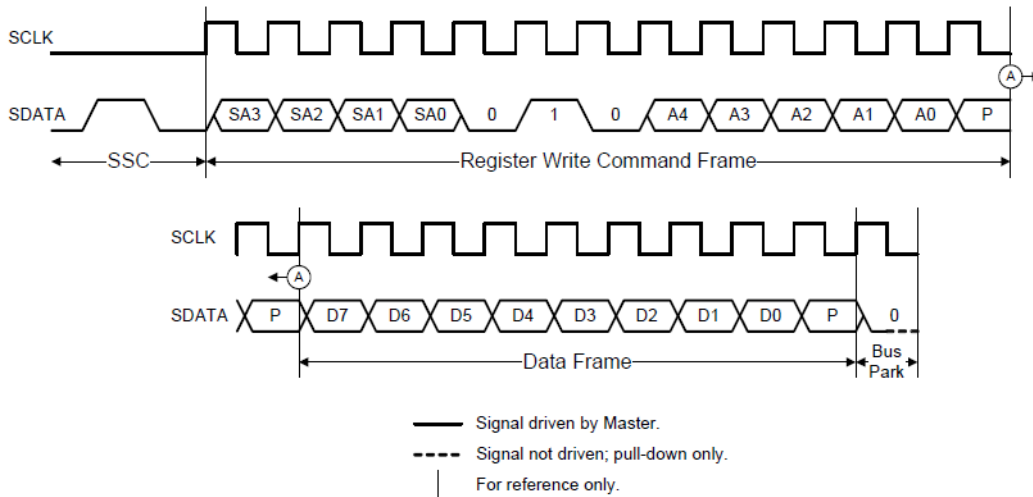 SCLK
A
SDATA SA3 SA2 SA1 SA0 0 1 0 A4 A3 A2 A1 A0 P
SSC Register Write Command Frame
SCLK
A
SDATA P D7 D6 D5 D4 D3 D2 D1 D0 P 0
Data Frame Bus
Park
Signal driven by Master.
Signal not driven; pull-down only.
For reference only.